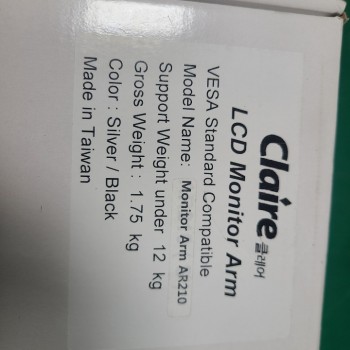 Claire 클레어
LCD Monitor Arm
VESA Standard Compatible
Model Name: Monitor Arm AR210
Support Weight under 12 kg
Gross Weight : 1.75 kg
Color : Silver / Black
Made in Taiwan